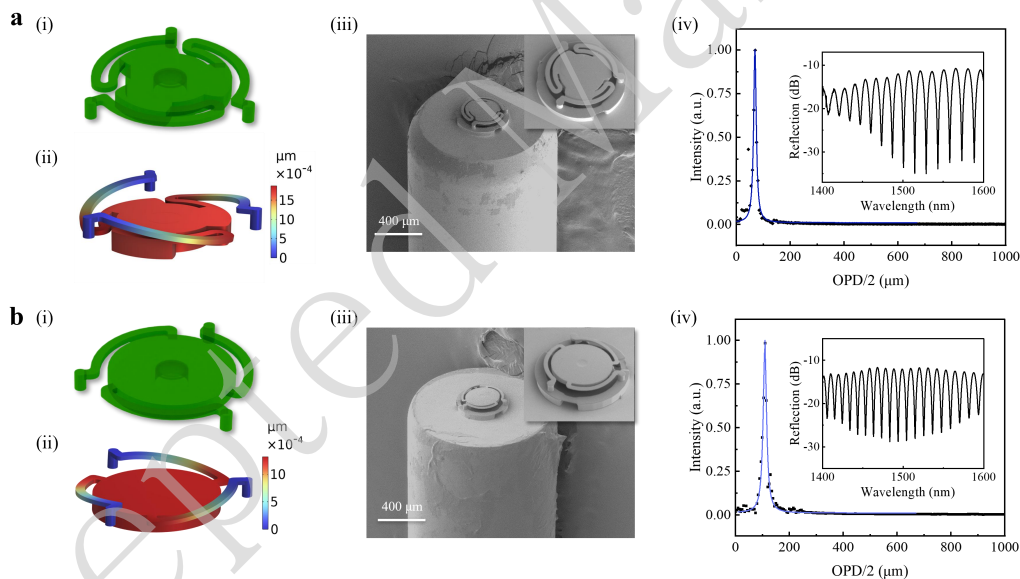 a
(i)
(ii)
μm
×10⁻⁴
15
10
5
0
(iii)
400 μm
(iv)
Intensity (a.u.)
1.00
0.75
0.50
0.25
0.00
0 200 400 600 800 1000
OPD/2 (μm)
Reflection (dB)
-10
-20
-30
1400 1500 1600
Wavelength (nm)
b
(i)
(ii)
μm
×10⁻⁴
10
5
0
(iii)
400 μm
(iv)
Intensity (a.u.)
1.00
0.75
0.50
0.25
0.00
0 200 400 600 800 1000
OPD/2 (μm)
Reflection (dB)
-10
-20
-30
1400 1500 1600
Wavelength (nm)
epted Ma